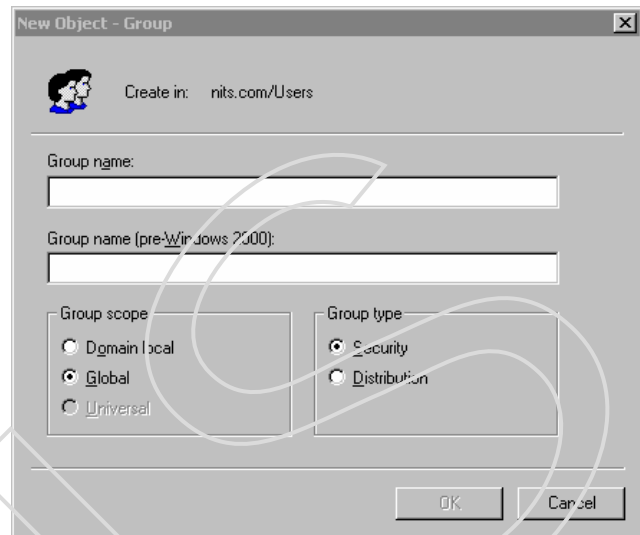 New Object - Group
Create in: nits.com/Users
Group name:
Group name (pre-Windows 2000):
Group scope
Domain local
Global
Universal
Group type
Security
Distribution
OK
Cancel